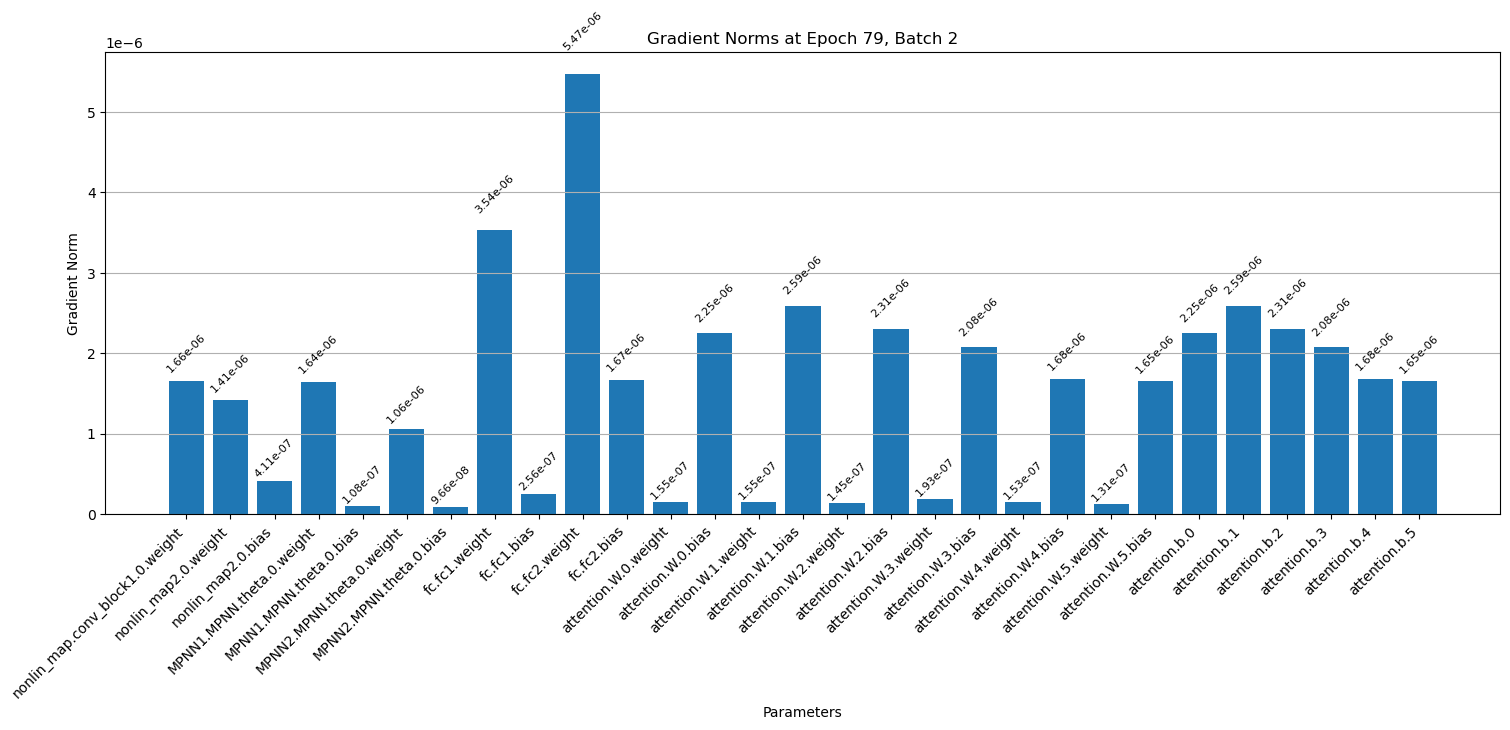 Gradient Norms at Epoch 79, Batch 2
1e−6
Gradient Norm
5
4
3
2
1
0
1.66e-06
1.41e-06
4.11e-07
1.64e-06
1.08e-07
1.06e-06
9.66e-08
3.54e-06
2.56e-07
5.47e-06
1.67e-06
1.55e-07
2.25e-06
1.55e-07
2.59e-06
1.45e-07
2.31e-06
1.93e-07
2.08e-06
1.53e-07
1.68e-06
1.31e-07
1.65e-06
2.25e-06
2.59e-06
2.31e-06
2.08e-06
1.68e-06
1.65e-06
nonlin_map.conv_block1.0.weight
nonlin_map2.0.weight
nonlin_map2.0.bias
MPNN1.MPNN.theta.0.weight
MPNN1.MPNN.theta.0.bias
MPNN2.MPNN.theta.0.weight
MPNN2.MPNN.theta.0.bias
fc.fc1.weight
fc.fc1.bias
fc.fc2.weight
fc.fc2.bias
attention.W.0.weight
attention.W.0.bias
attention.W.1.weight
attention.W.1.bias
attention.W.2.weight
attention.W.2.bias
attention.W.3.weight
attention.W.3.bias
attention.W.4.weight
attention.W.4.bias
attention.W.5.weight
attention.W.5.bias
attention.b.0
attention.b.1
attention.b.2
attention.b.3
attention.b.4
attention.b.5
Parameters